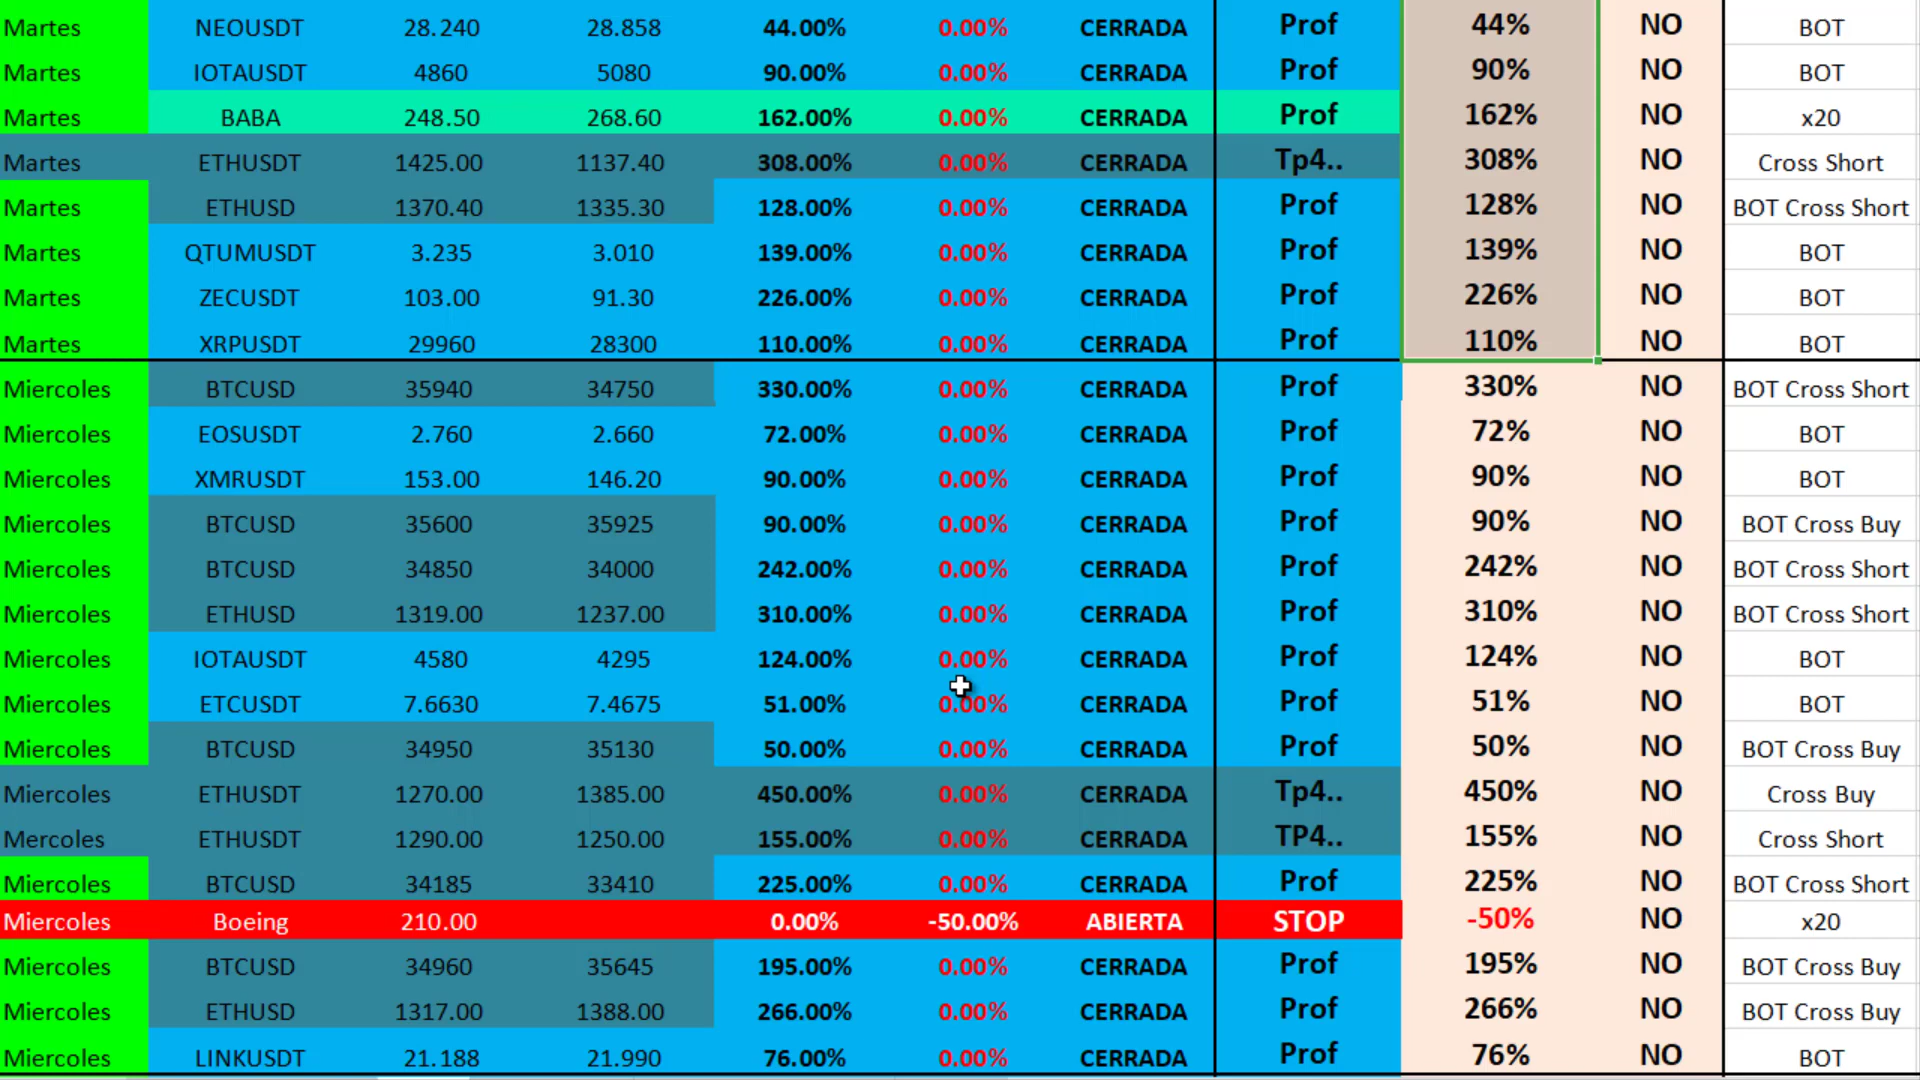 Martes NEOUSDT 28.240 28.858 44.00% 0.00% CERRADA Prof 44% NO BOT
Martes IOTAUSDT 4860 5080 90.00% 0.00% CERRADA Prof 90% NO BOT
Martes BABA 248.50 268.60 162.00% 0.00% CERRADA Prof 162% NO x20
Martes ETHUSDT 1425.00 1137.40 308.00% 0.00% CERRADA Tp4.. 308% NO Cross Short
Martes ETHUSD 1370.40 1335.30 128.00% 0.00% CERRADA Prof 128% NO BOT Cross Short
Martes QTUMUSDT 3.235 3.010 139.00% 0.00% CERRADA Prof 139% NO BOT
Martes ZECUSDT 103.00 91.30 226.00% 0.00% CERRADA Prof 226% NO BOT
Martes XRPUSDT 29960 28300 110.00% 0.00% CERRADA Prof 110% NO BOT
Miercoles BTCUSD 35940 34750 330.00% 0.00% CERRADA Prof 330% NO BOT Cross Short
Miercoles EOSUSDT 2.760 2.660 72.00% 0.00% CERRADA Prof 72% NO BOT
Miercoles XMRUSDT 153.00 146.20 90.00% 0.00% CERRADA Prof 90% NO BOT
Miercoles BTCUSD 35600 35925 90.00% 0.00% CERRADA Prof 90% NO BOT Cross Buy
Miercoles BTCUSD 34850 34000 242.00% 0.00% CERRADA Prof 242% NO BOT Cross Short
Miercoles ETHUSD 1319.00 1237.00 310.00% 0.00% CERRADA Prof 310% NO BOT Cross Short
Miercoles IOTAUSDT 4580 4295 124.00% 0.00% CERRADA Prof 124% NO BOT
Miercoles ETCUSDT 7.6630 7.4675 51.00% 0.00% CERRADA Prof 51% NO BOT
Miercoles BTCUSD 34950 35130 50.00% 0.00% CERRADA Prof 50% NO BOT Cross Buy
Miercoles ETHUSDT 1270.00 1385.00 450.00% 0.00% CERRADA Tp4.. 450% NO Cross Buy
Mercoles ETHUSDT 1290.00 1250.00 155.00% 0.00% CERRADA TP4.. 155% NO Cross Short
Miercoles BTCUSD 34185 33410 225.00% 0.00% CERRADA Prof 225% NO BOT Cross Short
Miercoles Boeing 210.00 0.00% -50.00% ABIERTA STOP -50% NO x20
Miercoles BTCUSD 34960 35645 195.00% 0.00% CERRADA Prof 195% NO BOT Cross Buy
Miercoles ETHUSD 1317.00 1388.00 266.00% 0.00% CERRADA Prof 266% NO BOT Cross Buy
Miercoles LINKUSDT 21.188 21.990 76.00% 0.00% CERRADA Prof 76% NO BOT